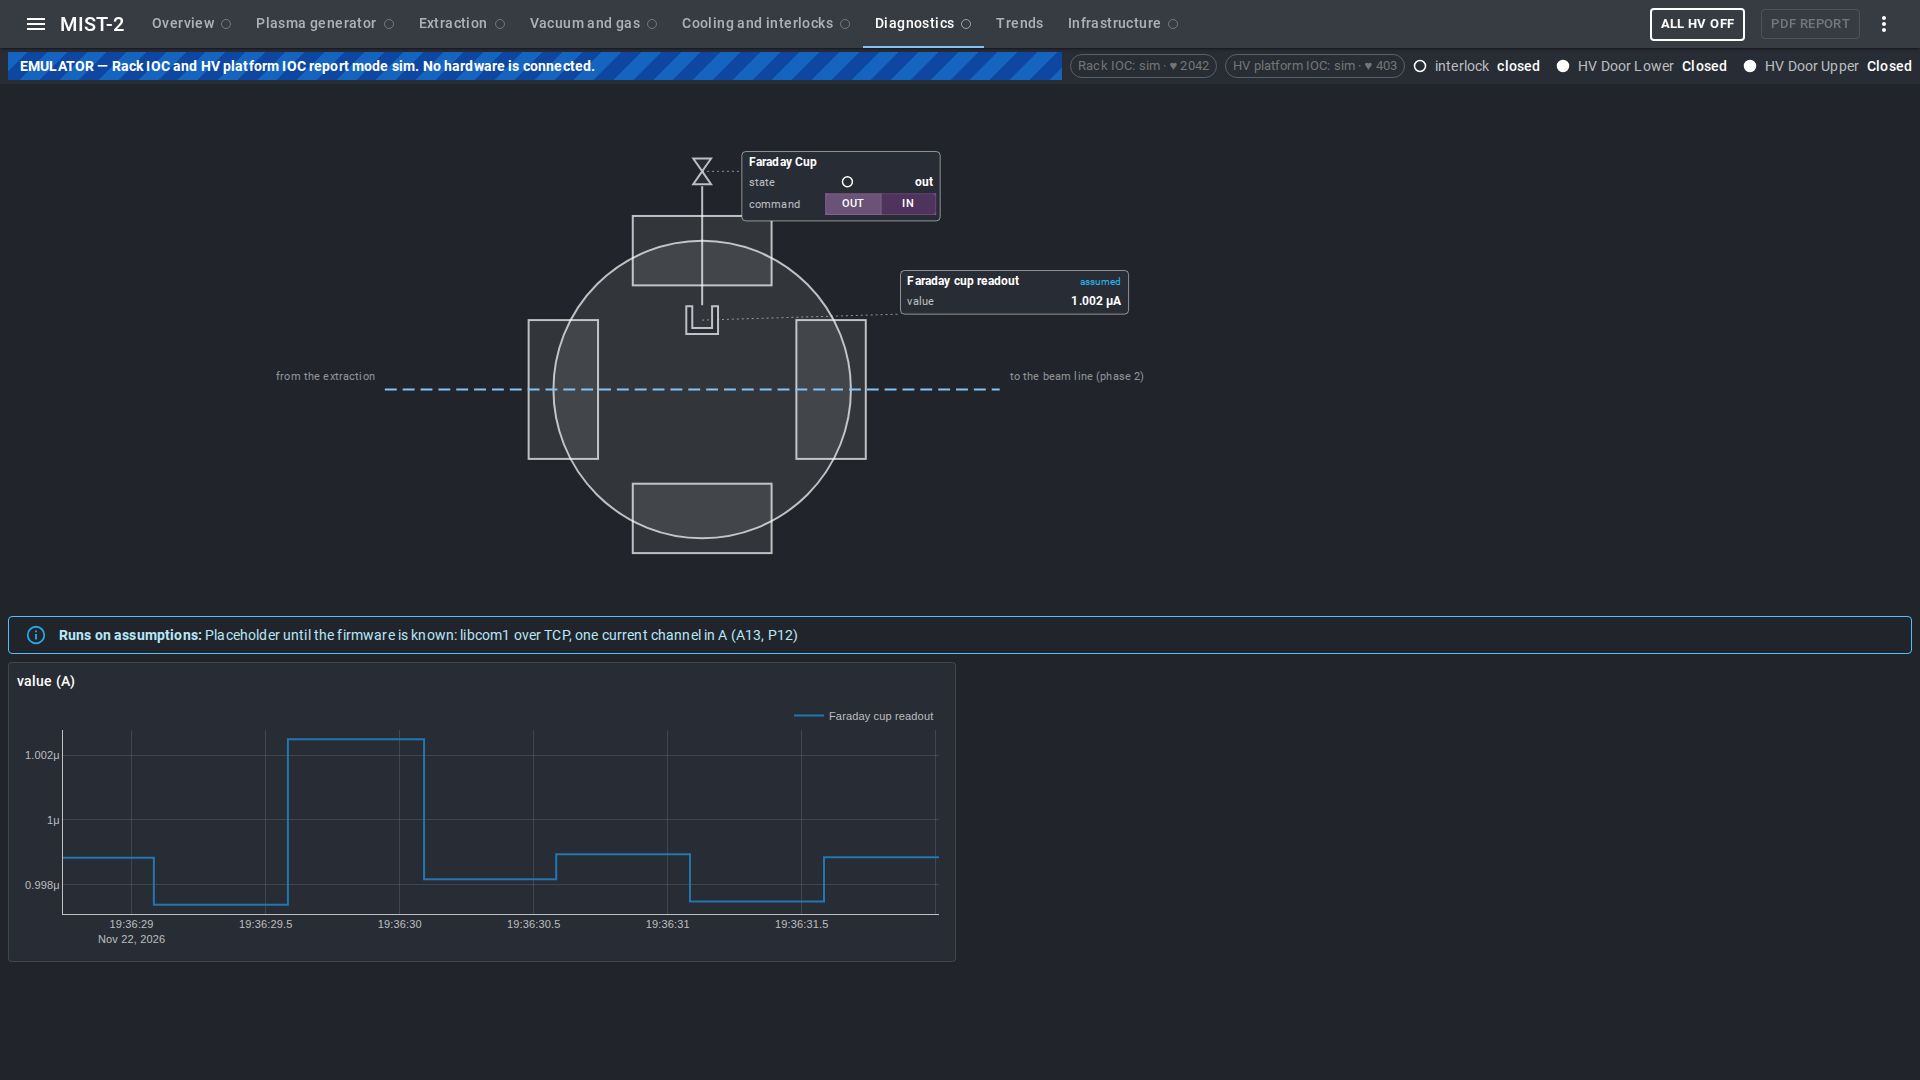 MIST-2 Overview Plasma generator Extraction Vacuum and gas Cooling and interlocks Diagnostics Trends Infrastructure ALL HV OFF PDF REPORT
EMULATOR — Rack IOC and HV platform IOC report mode sim. No hardware is connected. Rack IOC: sim · ♥ 2042 HV platform IOC: sim · ♥ 403 interlock closed HV Door Lower Closed HV Door Upper Closed
Faraday Cup
state out
command OUT IN
Faraday cup readout assumed
value 1.002 µA
from the extraction
to the beam line (phase 2)
Runs on assumptions: Placeholder until the firmware is known: libcom1 over TCP, one current channel in A (A13, P12)
value (A)
Faraday cup readout
1.002µ
1µ
0.998µ
19:36:29 19:36:29.5 19:36:30 19:36:30.5 19:36:31 19:36:31.5
Nov 22, 2026